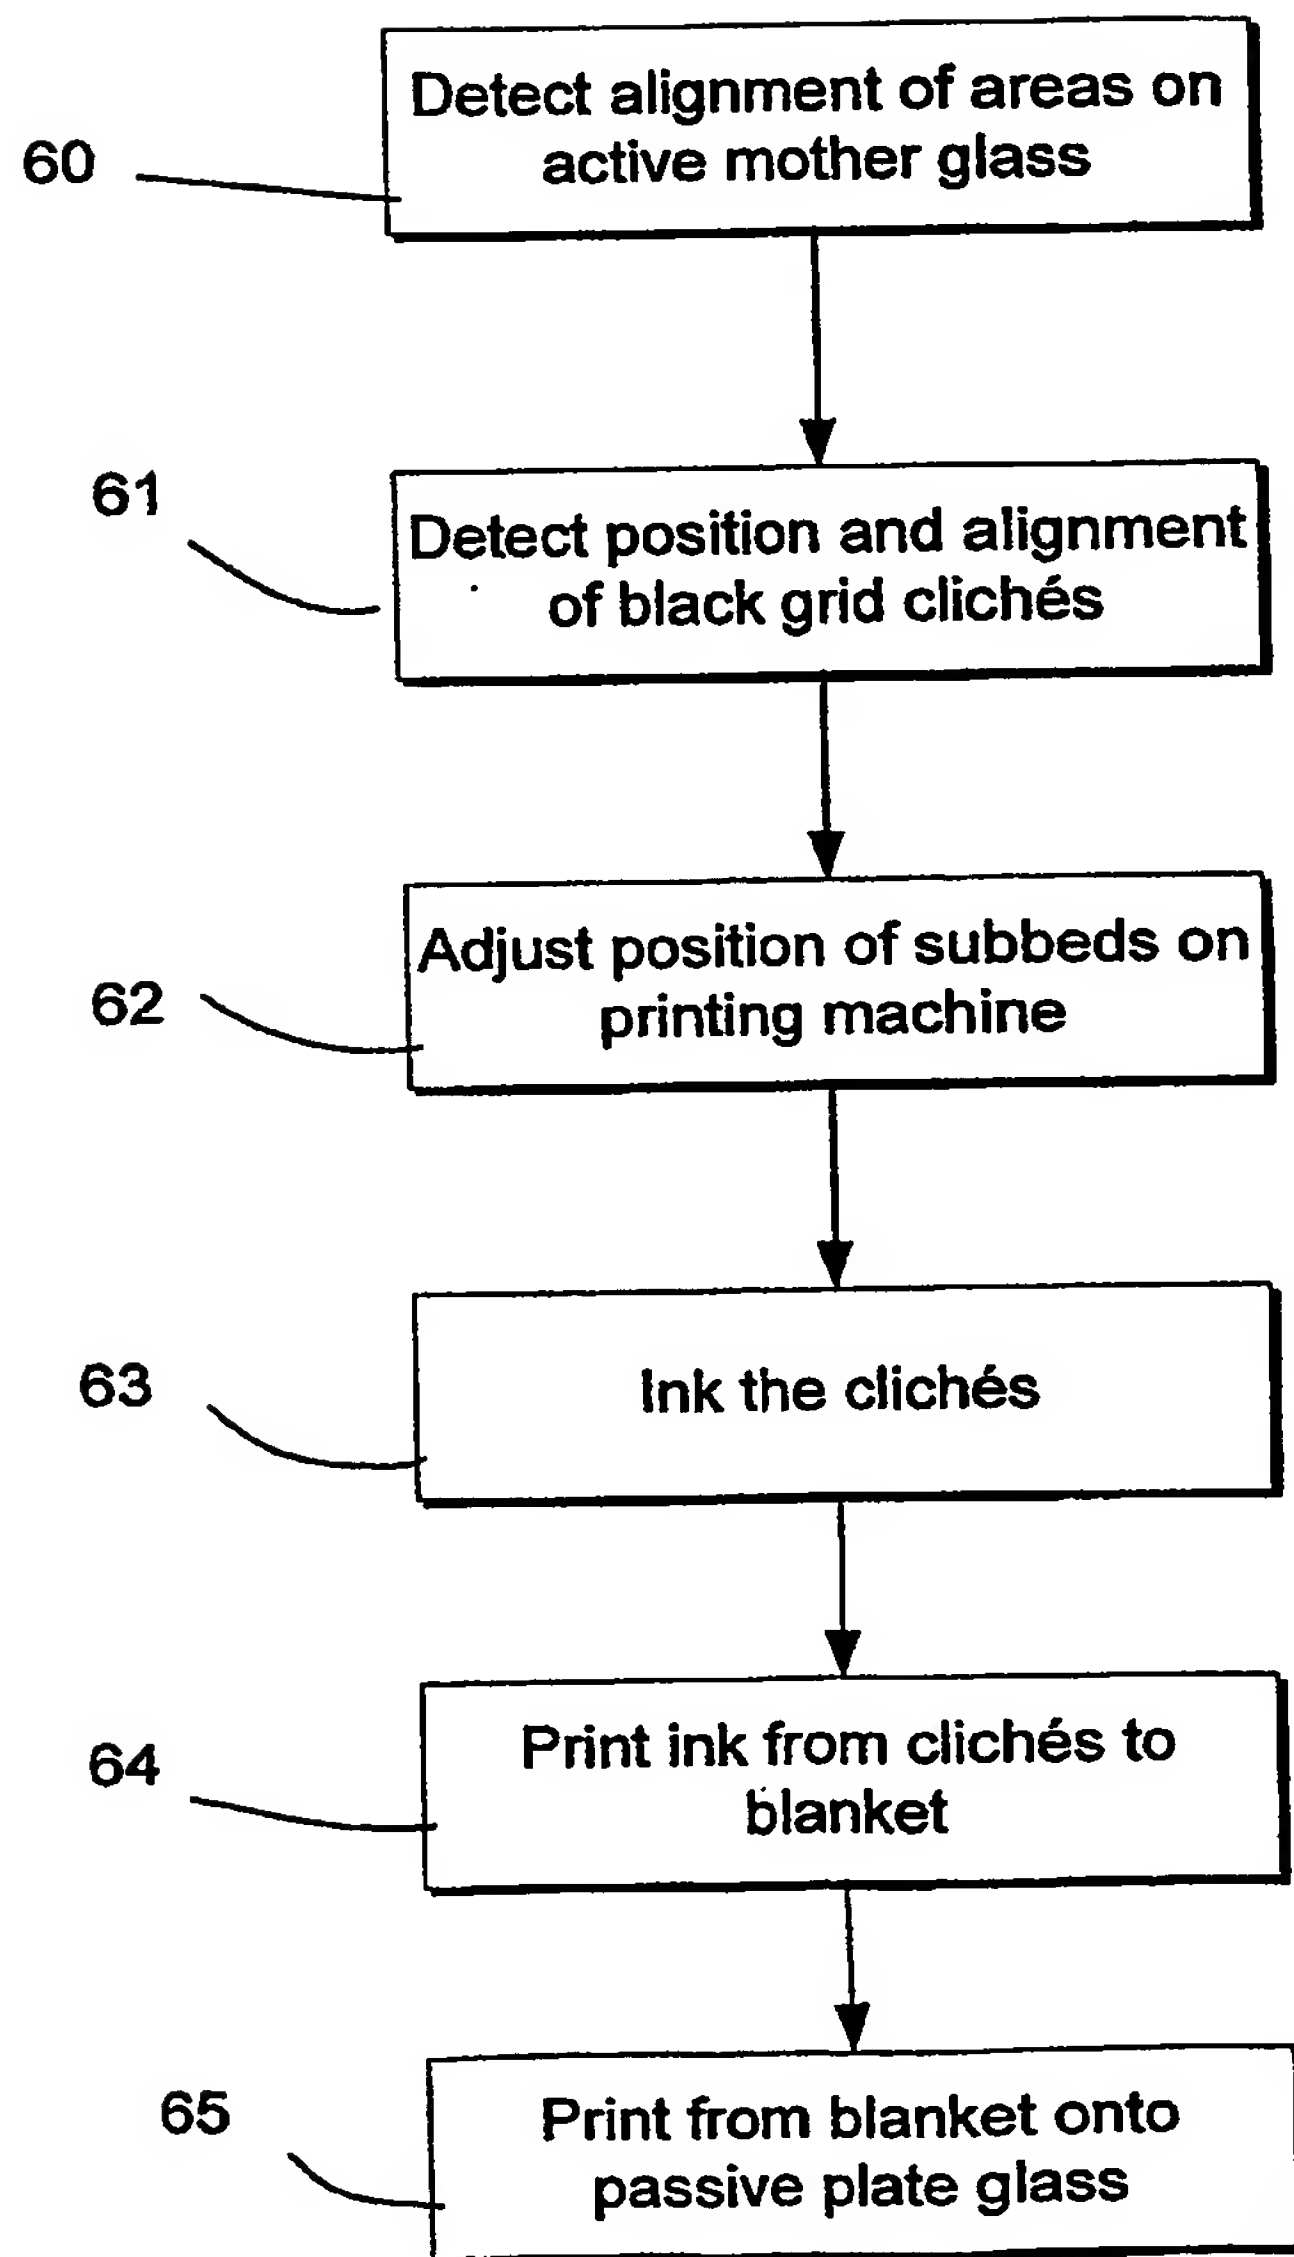 Detect alignment of areas on
active mother glass
60
61
Detect position and alignment
of black grid clichés
Adjust position of subbeds on
printing machine
62
63
Ink the clichés
Print ink from clichés to
blanket
64
65
Print from blanket onto
passive plate glass